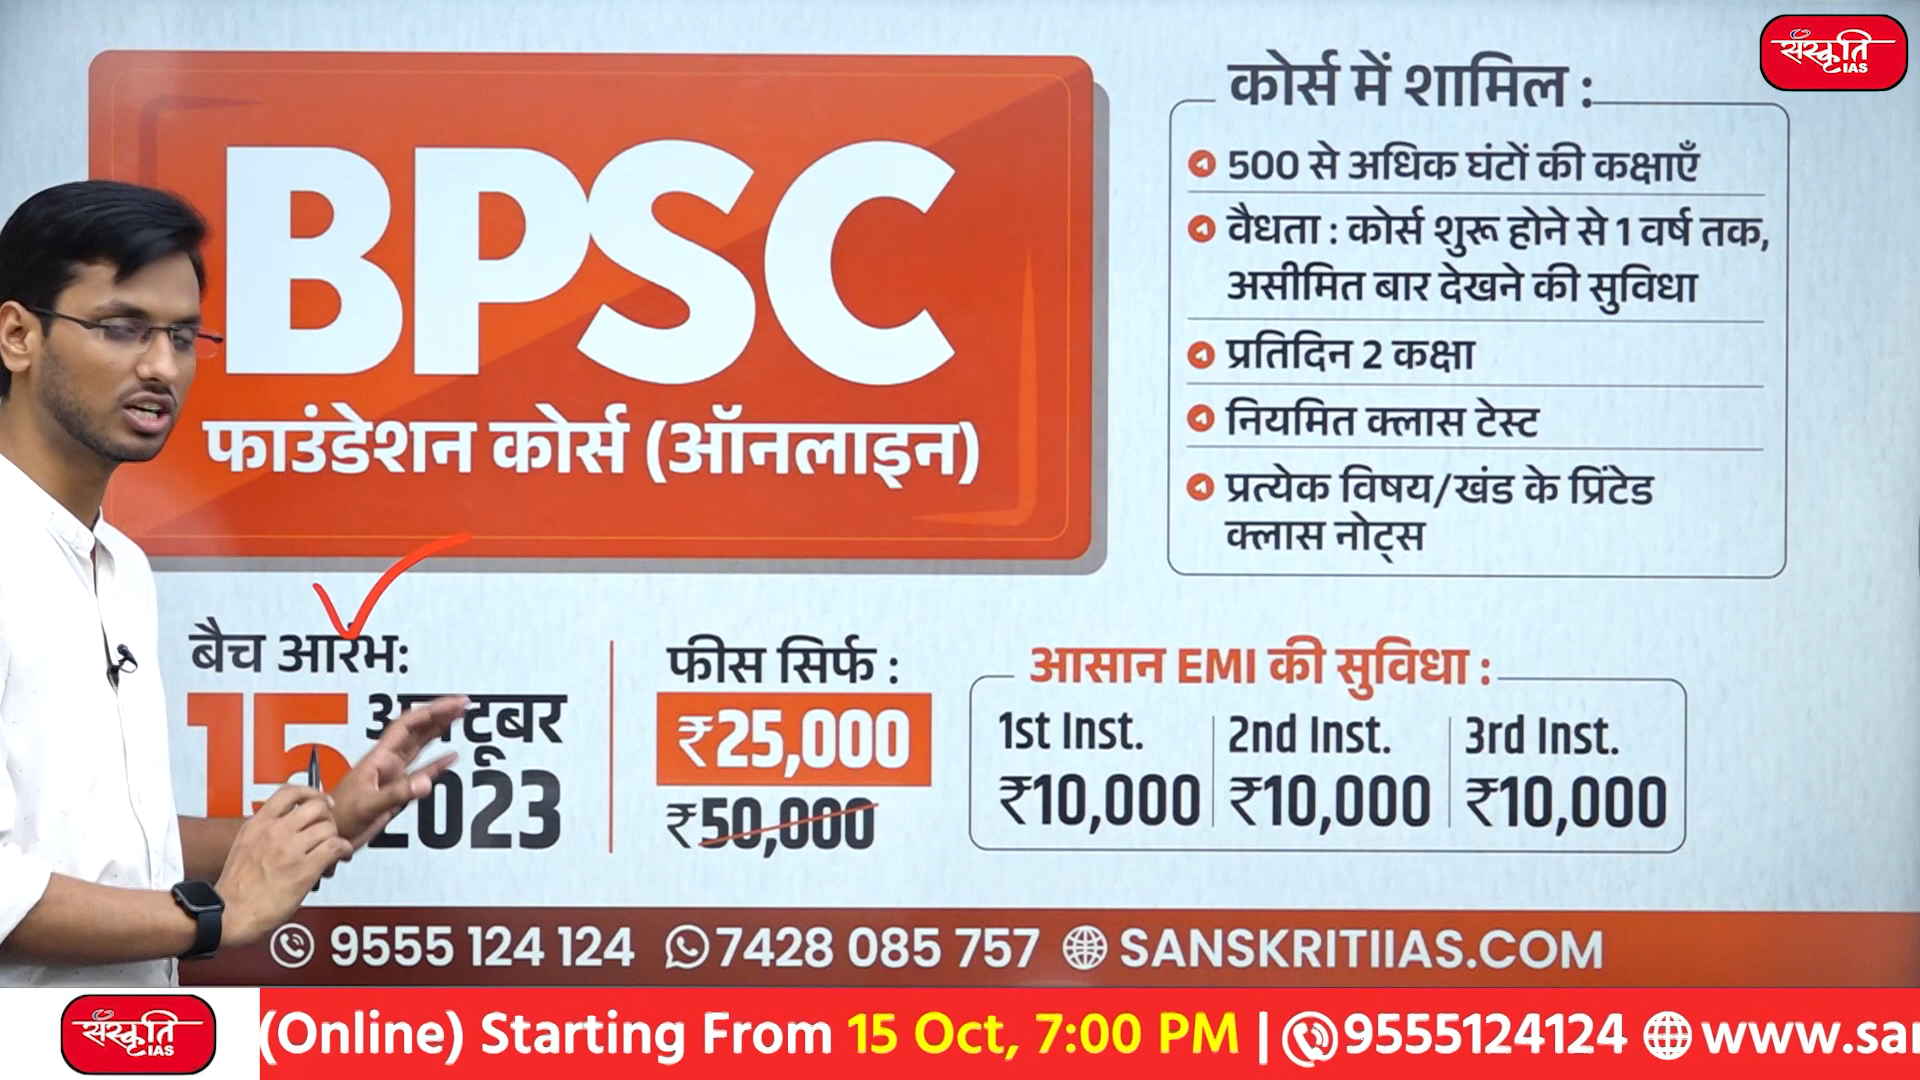 संस्कृति
IAS
BPSC
फाउंडेशन कोर्स (ऑनलाइन)
कोर्स में शामिल :
500 से अधिक घंटों की कक्षाएँ
वैधता : कोर्स शुरू होने से 1 वर्ष तक,
असीमित बार देखने की सुविधा
प्रतिदिन 2 कक्षा
नियमित क्लास टेस्ट
प्रत्येक विषय/खंड के प्रिंटेड
क्लास नोट्स
बैच आरंभ:
15
2023
फीस सिर्फ :
₹25,000
₹50,000
आसान EMI की सुविधा :
1st Inst.
₹10,000
2nd Inst.
₹10,000
3rd Inst.
₹10,000
9555 124 124
7428 085 757
SANSKRITIIAS.COM
संस्कृति
IAS
(Online) Starting From 15 Oct, 7:00 PM | 9555124124 www.sa